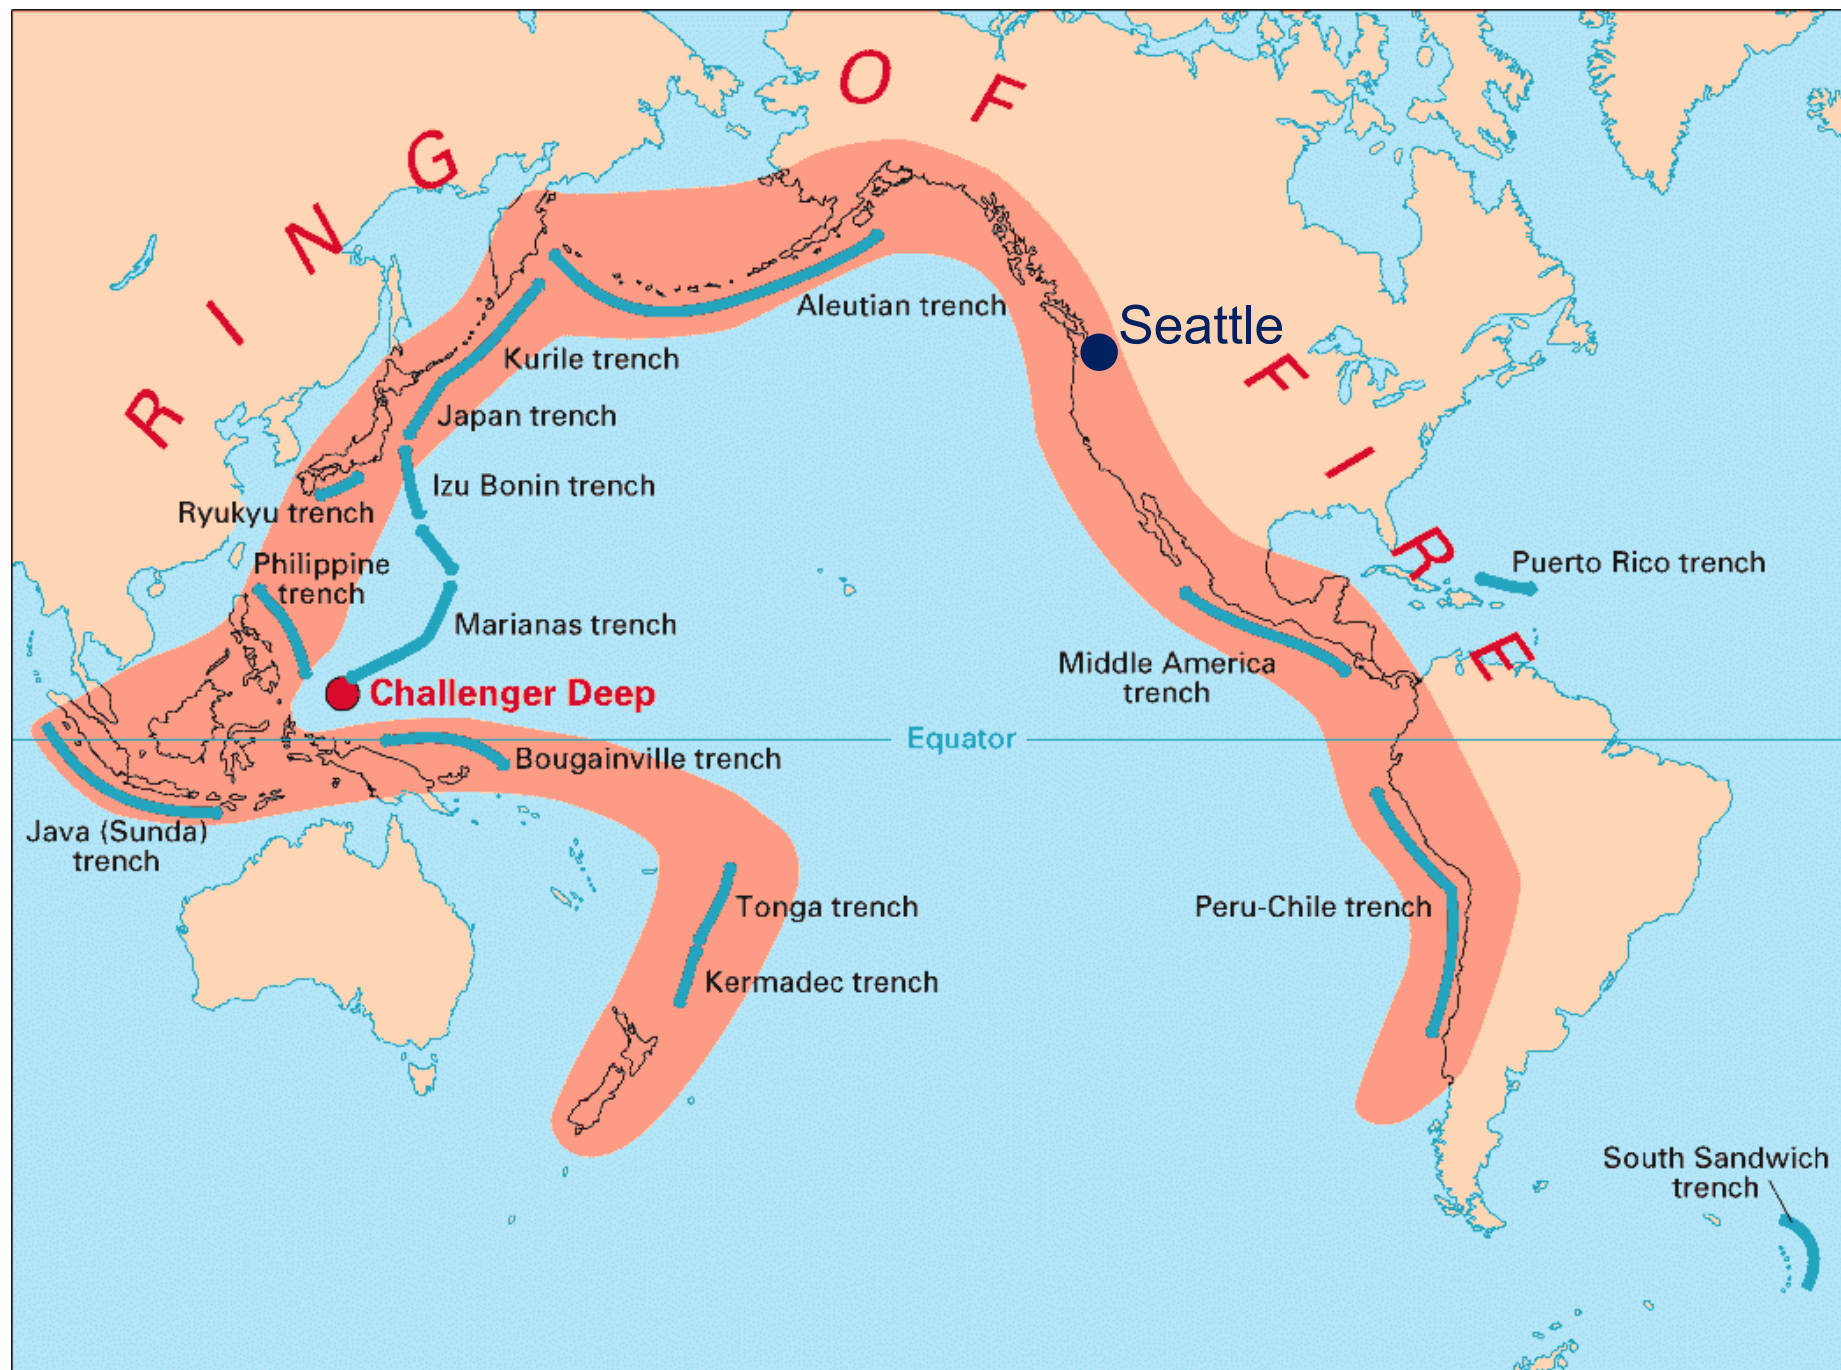 RING OF FIRE
Aleutian trench
Seattle
Kurile trench
Japan trench
Izu Bonin trench
Ryukyu trench
Philippine
trench
Marianas trench
Challenger Deep
Puerto Rico trench
Middle America
trench
Equator
Bougainville trench
Java (Sunda)
trench
Tonga trench
Kermadec trench
Peru-Chile trench
South Sandwich
trench